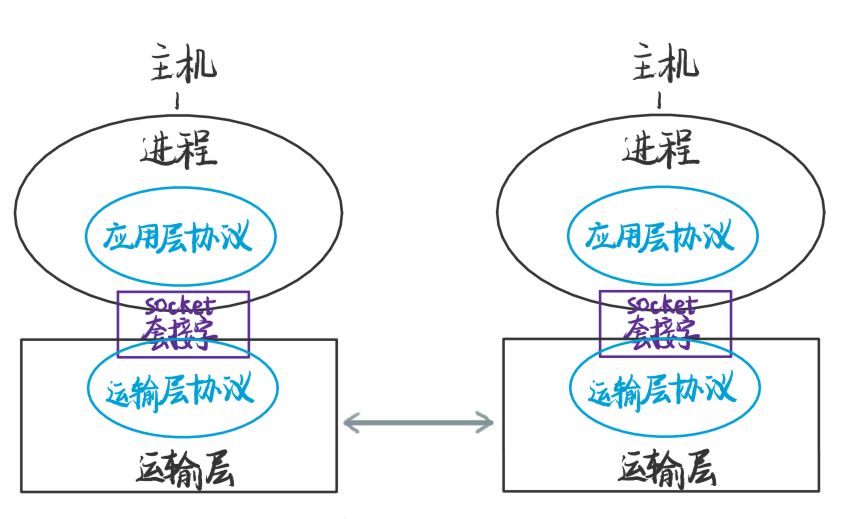 主机
进程
应用层协议
socket
套接字
运输层协议
运输层
主机
进程
应用层协议
socket
套接字
运输层协议
运输层